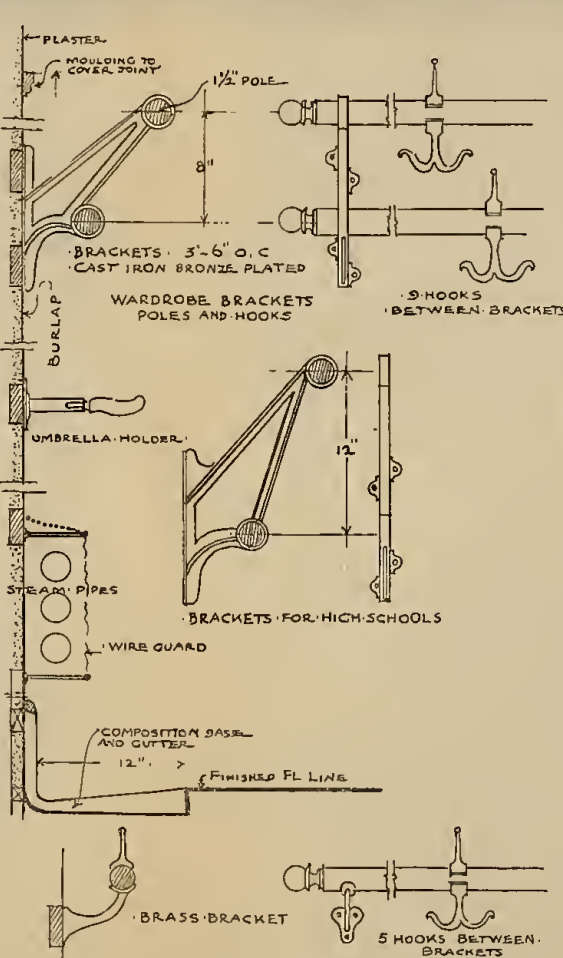 PLASTER
MOULDING TO
COVER JOINT
1½" POLE
8"
·BRACKETS · 3'-6" O.C
·CAST IRON BRONZE PLATED
WARDROBE BRACKETS
POLES AND·HOOKS
·9·HOOKS
·BETWEEN·BRACKETS
BURLAP
UMBRELLA·HOLDER·
12"
·BRACKETS·FOR·HIGH·SCHOOLS
STEAM·PIPES
·WIRE GUARD
·COMPOSITION BASE
AND GUTTER
12"·
FINISHED FL LINE
·BRASS·BRACKET
5 HOOKS BETWEEN·
BRACKETS